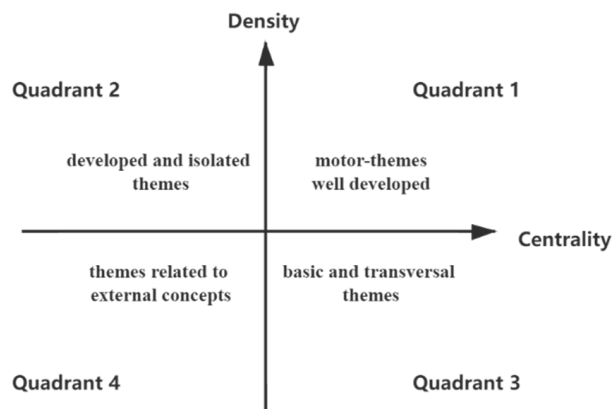 Density
Quadrant 2
Quadrant 1
developed and isolated
themes
motor-themes
well developed
Centrality
themes related to
external concepts
basic and transversal
themes
Quadrant 4
Quadrant 3